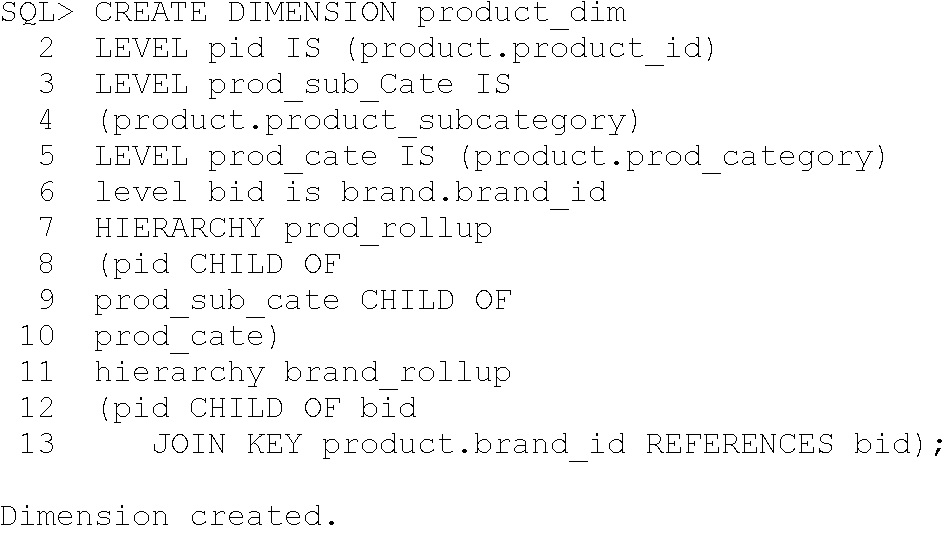 SQL> CREATE DIMENSION product_dim
  2  LEVEL pid IS (product.product_id)
  3  LEVEL prod_sub_Cate IS
  4  (product.product_subcategory)
  5  LEVEL prod_cate IS (product.prod_category)
  6  level bid is brand.brand_id
  7  HIERARCHY prod_rollup
  8  (pid CHILD OF
  9  prod_sub_cate CHILD OF
 10  prod_cate)
 11  hierarchy brand_rollup
 12  (pid CHILD OF bid
 13     JOIN KEY product.brand_id REFERENCES bid);
Dimension created.